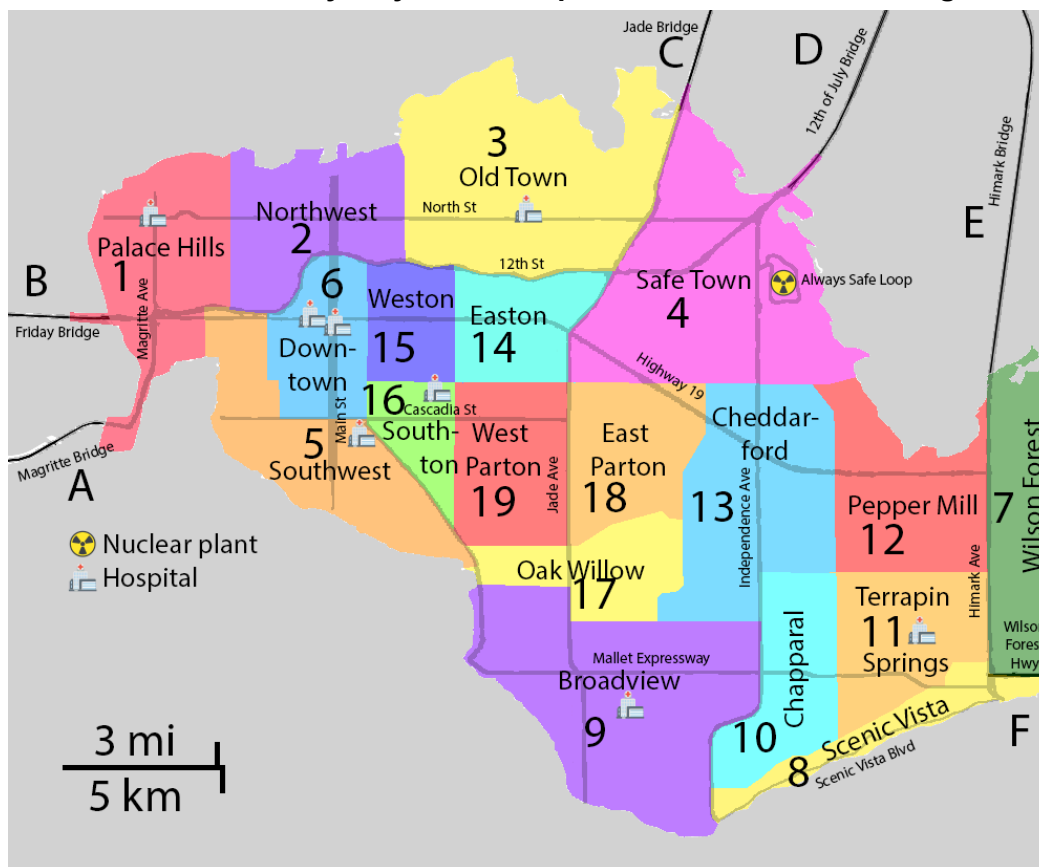 Jade Bridge
C
D
12th of July Bridge
Himark Bridge
3
Old Town
North St
Northwest
2
Palace Hills
1
E
B
Friday Bridge
Magritte Ave
12th St
6
Weston
15
Easton
14
Safe Town
4
Always Safe Loop
Down-
town
Highway 19
16
Cascadia St
South-
ton
Main St
5
Southwest
Magritte Bridge
A
West
Parton
19
Jade Ave
East
Parton
18
Cheddar-
ford
13
Independence Ave
Pepper Mill
12
Himark Ave
7
Wilson Forest
Nuclear plant
Hospital
Oak Willow
17
Terrapin
11
Springs
Wilson
Forest
Hwy
Mallet Expressway
Broadview
9
Chapparal
10
Scenic Vista
8
Scenic Vista Blvd
F
3 mi
5 km